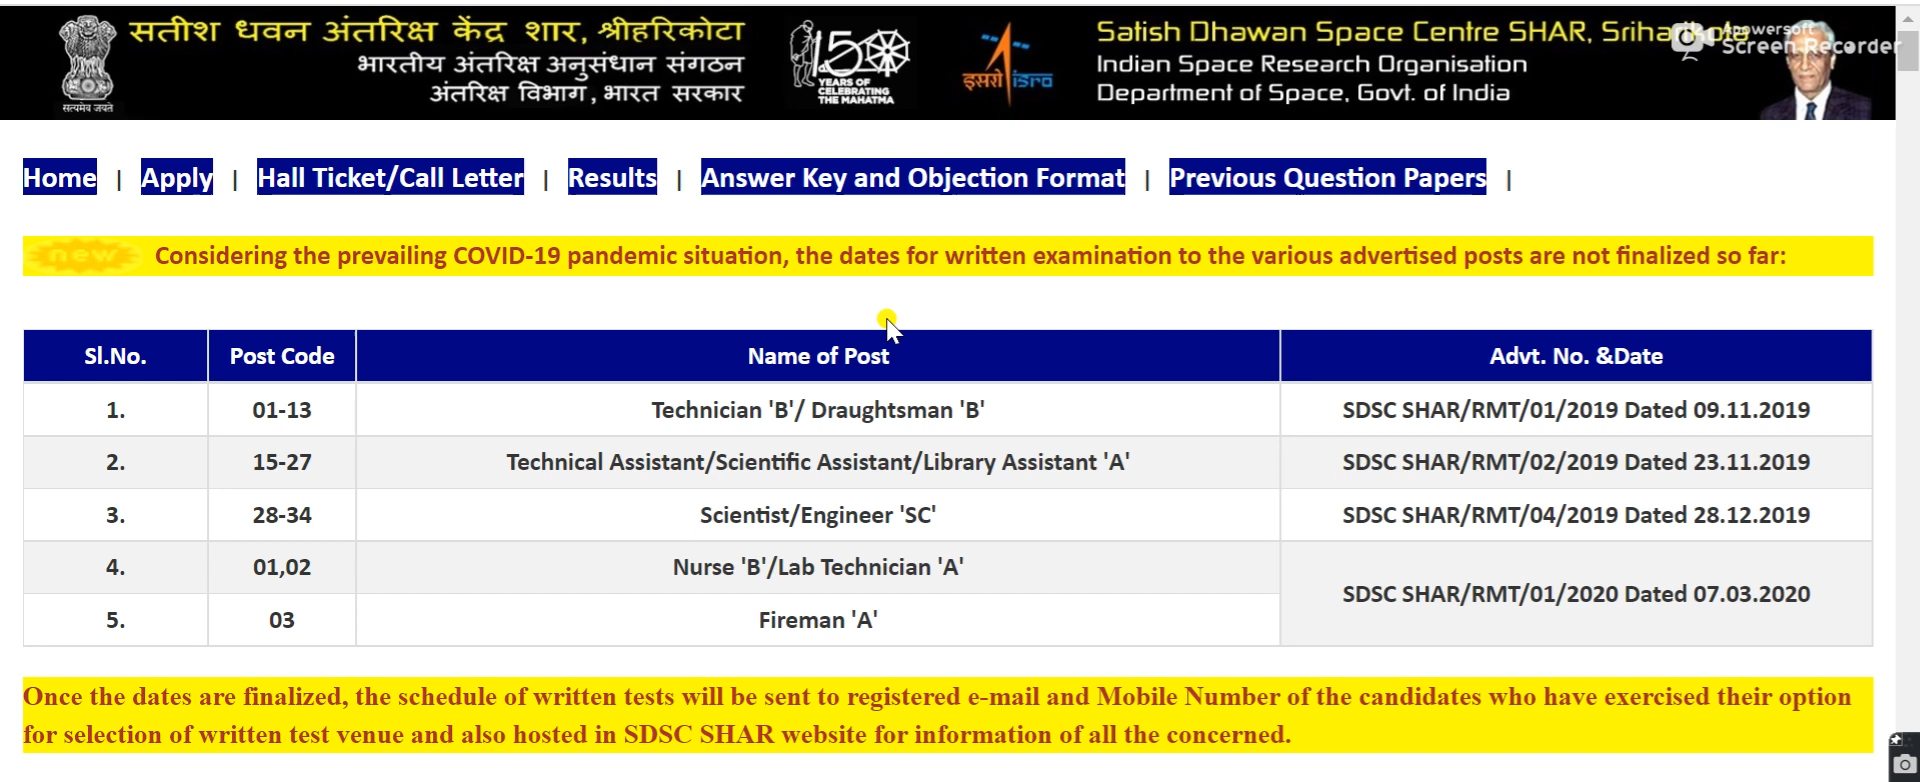 सतीश धवन अंतरिक्ष केंद्र शार, श्रीहरिकोटा
भारतीय अंतरिक्ष अनुसंधान संगठन
अंतरिक्ष विभाग, भारत सरकार
सत्यमेव जयते
150
YEARS OF
CELEBRATING
THE MAHATMA
इसरो isro
Satish Dhawan Space Centre SHAR, Sriharikota
Indian Space Research Organisation
Department of Space, Govt. of India
Apowersoft
Screen Recorder
Home | Apply | Hall Ticket/Call Letter | Results | Answer Key and Objection Format | Previous Question Papers |
new Considering the prevailing COVID-19 pandemic situation, the dates for written examination to the various advertised posts are not finalized so far:
Sl.No. Post Code Name of Post Advt. No. &Date
1. 01-13 Technician 'B'/ Draughtsman 'B' SDSC SHAR/RMT/01/2019 Dated 09.11.2019
2. 15-27 Technical Assistant/Scientific Assistant/Library Assistant 'A' SDSC SHAR/RMT/02/2019 Dated 23.11.2019
3. 28-34 Scientist/Engineer 'SC' SDSC SHAR/RMT/04/2019 Dated 28.12.2019
4. 01,02 Nurse 'B'/Lab Technician 'A' SDSC SHAR/RMT/01/2020 Dated 07.03.2020
5. 03 Fireman 'A'
Once the dates are finalized, the schedule of written tests will be sent to registered e-mail and Mobile Number of the candidates who have exercised their option
for selection of written test venue and also hosted in SDSC SHAR website for information of all the concerned.